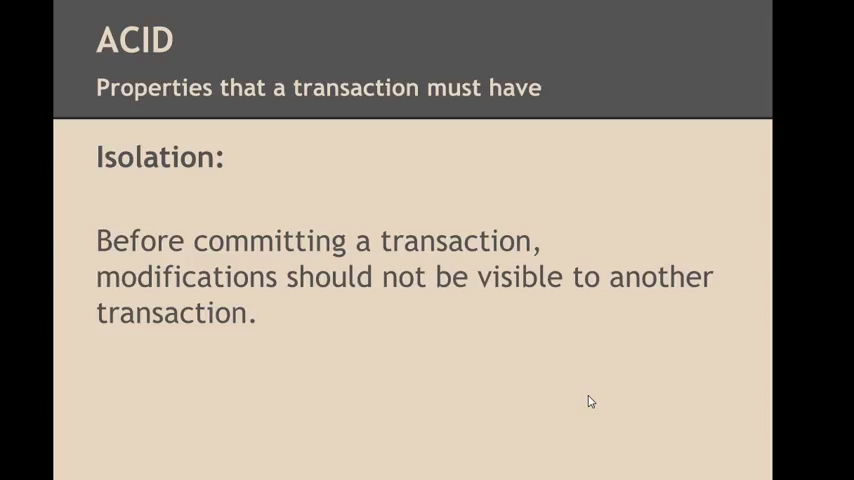 ACID
Properties that a transaction must have
Isolation:
Before committing a transaction,
modifications should not be visible to another
transaction.